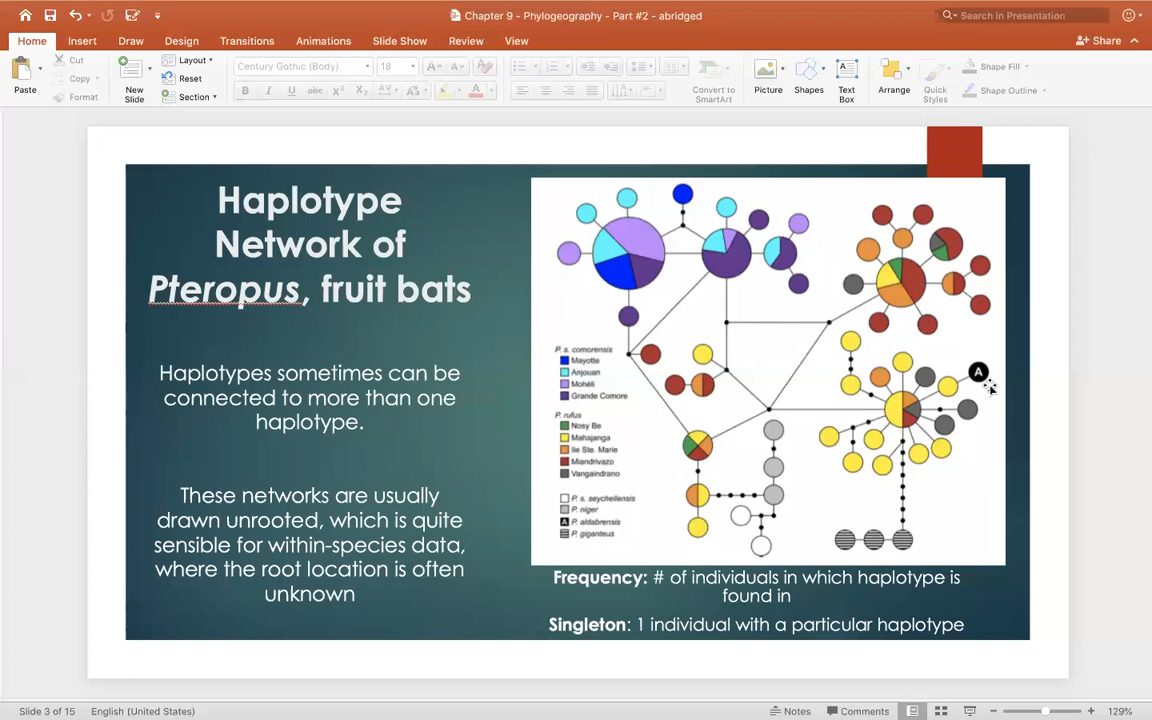 Chapter 9 - Phylogeography - Part #2 - abridged
Search in Presentation
Home Insert Draw Design Transitions Animations Slide Show Review View
Share
Paste
Cut
Copy
Format
New
Slide
Layout
Reset
Section
Century Gothic (Body)
18
Convert to
SmartArt
Picture
Shapes
Text
Box
Arrange
Quick
Styles
Shape Fill
Shape Outline
Haplotype
Network of
Pteropus, fruit bats
Haplotypes sometimes can be
connected to more than one
haplotype.
These networks are usually
drawn unrooted, which is quite
sensible for within-species data,
where the root location is often
unknown
P. s. comorensis
Mayotte
Anjouan
Mohéli
Grande Comore
P. rufus
Nosy Be
Mahajanga
Ile Ste. Marie
Miandrivazo
Vangaindrano
P. s. seychellensis
P. niger
A P. aldabrensis
P. giganteus
A
Frequency: # of individuals in which haplotype is
found in
Singleton: 1 individual with a particular haplotype
Slide 3 of 15
English (United States)
Notes
Comments
129%